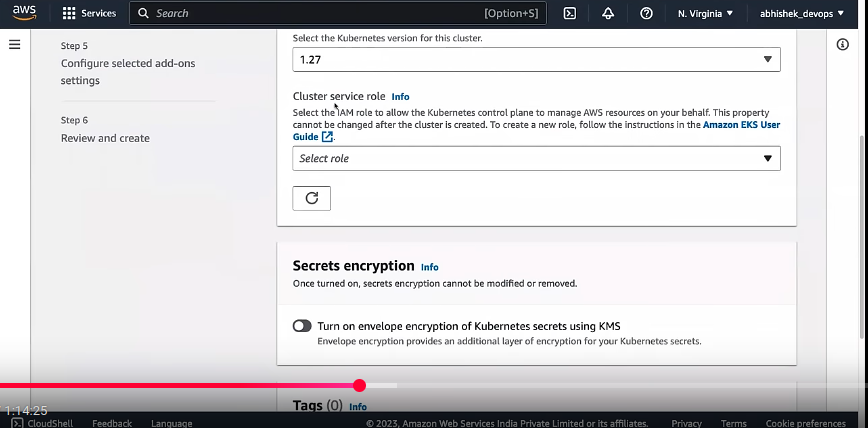 aws
Services
Search
[Option+S]
N. Virginia
abhishek_devops
Step 5
Configure selected add-ons
settings
Step 6
Review and create
Select the Kubernetes version for this cluster.
1.27
Cluster service role Info
Select the IAM role to allow the Kubernetes control plane to manage AWS resources on your behalf. This property
cannot be changed after the cluster is created. To create a new role, follow the instructions in the Amazon EKS User
Guide
Select role
Secrets encryption Info
Once turned on, secrets encryption cannot be modified or removed.
Turn on envelope encryption of Kubernetes secrets using KMS
Envelope encryption provides an additional layer of encryption for your Kubernetes secrets.
Tags (0) Info
1:14:25
CloudShell
Feedback
Language
© 2023, Amazon Web Services India Private Limited or its affiliates.
Privacy
Terms
Cookie preferences